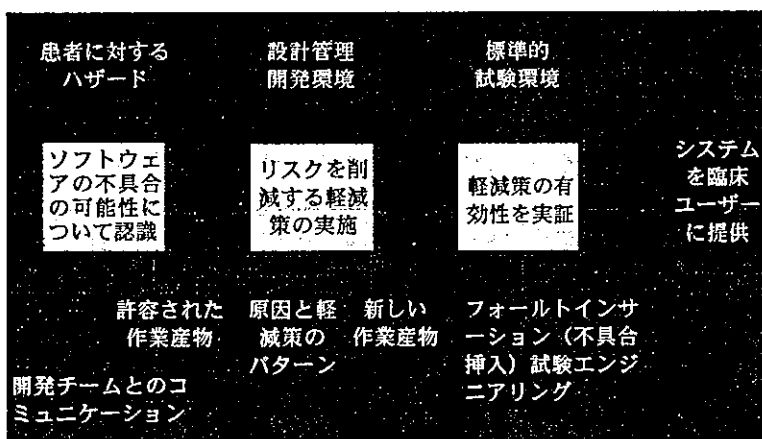 患者に対する
ハザード
設計管理
開発環境
標準的
試験環境
ソフトウェ
アの不具合
の可能性に
ついて認識
リスクを削
減する軽減
策の実施
軽減策の有
効性を実証
システム
を臨床
ユーザー
に提供
許容された
作業産物
原因と軽
減策の
パターン
新しい
作業産物
フォールトインサ
ーション（不具合
挿入）試験エンジ
ニアリング
開発チームとのコ
ミュニケーション